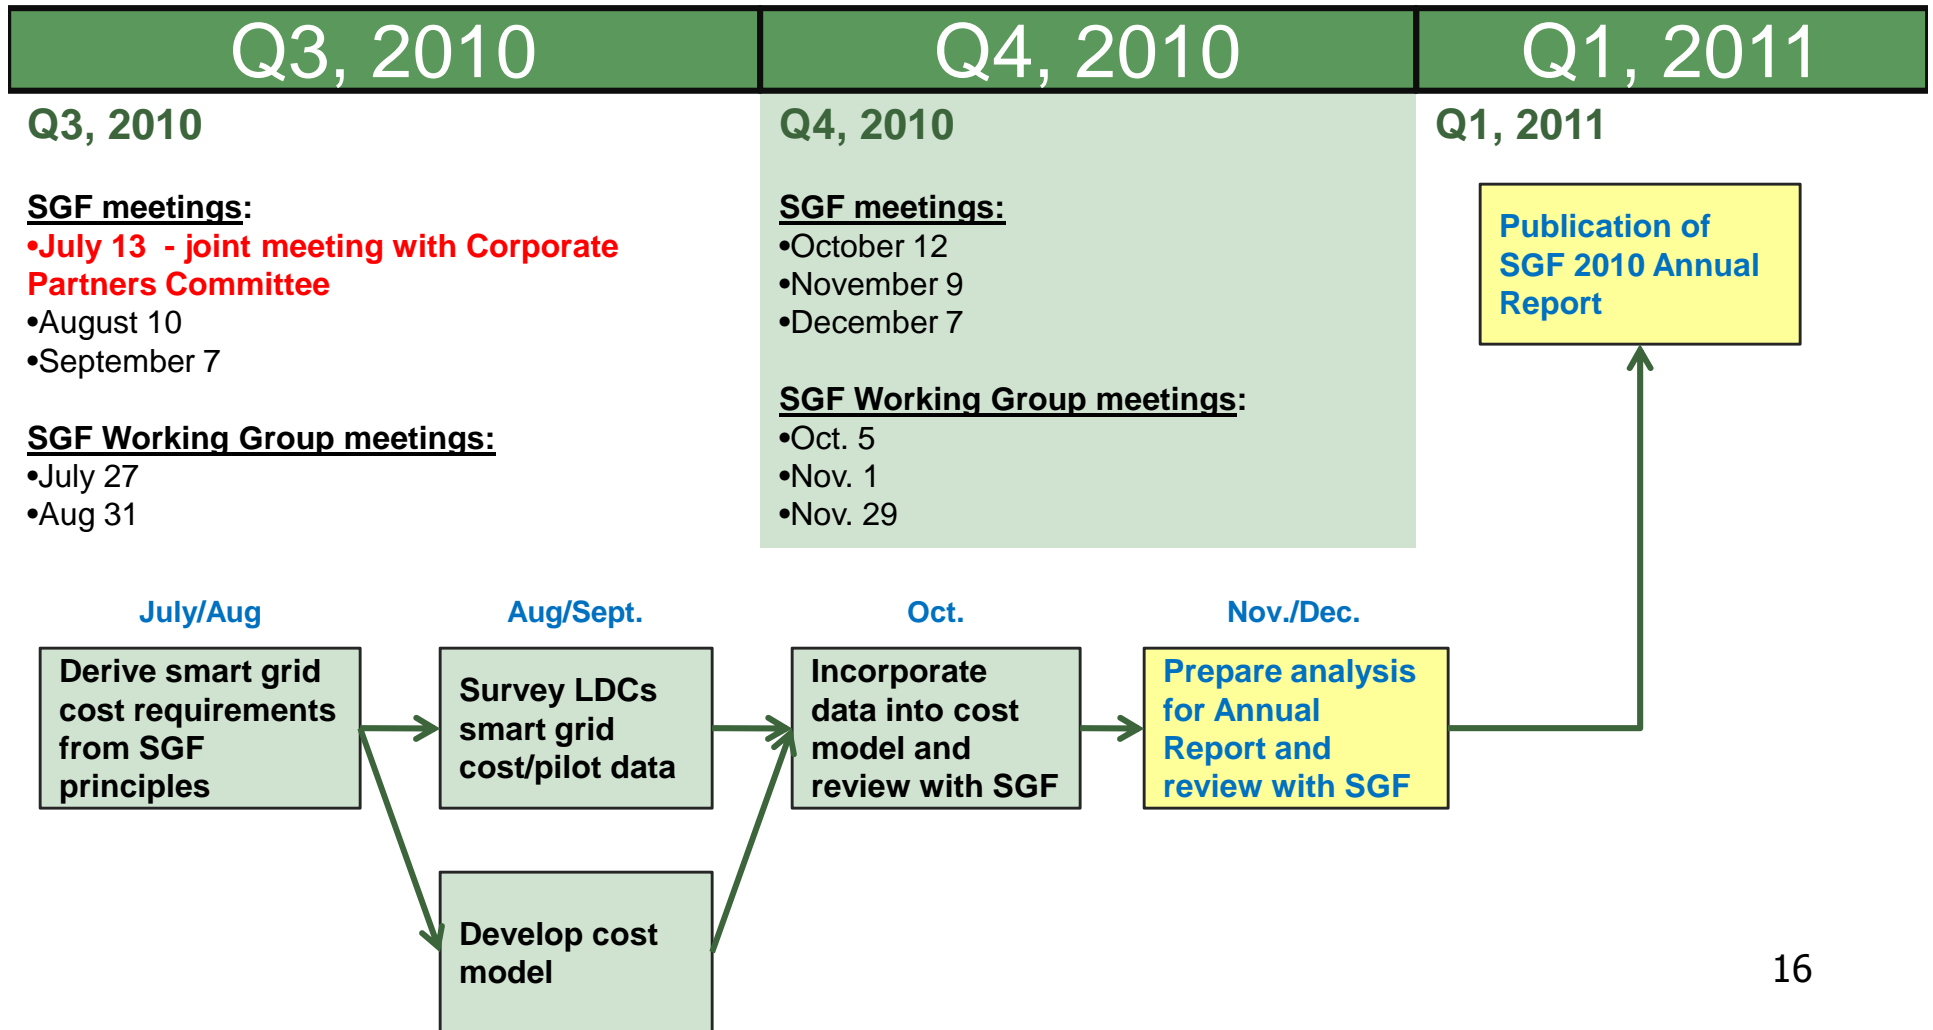 Q3, 2010
Q4, 2010
Q1, 2011
Q3, 2010
SGF meetings:
•July 13  - joint meeting with Corporate
Partners Committee
•August 10
•September 7
SGF Working Group meetings:
•July 27
•Aug 31
Q4, 2010
SGF meetings:
•October 12
•November 9
•December 7
SGF Working Group meetings:
•Oct. 5
•Nov. 1
•Nov. 29
Q1, 2011
Publication of
SGF 2010 Annual
Report
July/Aug
Derive smart grid
cost requirements
from SGF
principles
Aug/Sept.
Survey LDCs
smart grid
cost/pilot data
Develop cost
model
Oct.
Incorporate
data into cost
model and
review with SGF
Nov./Dec.
Prepare analysis
for Annual
Report and
review with SGF
16